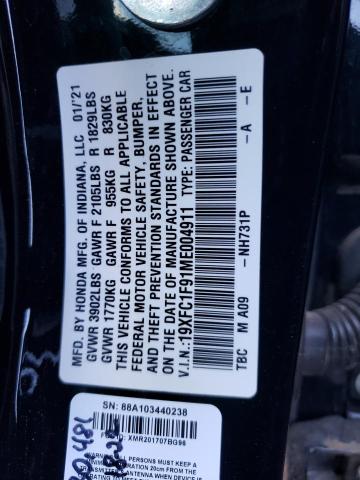 MFD. BY HONDA MFG. OF INDIANA, LLC 01/'21
GVWR 3902LBS GAWR F 2105LBS R 1829LBS
GVWR 1770KG GAWR F 955KG R 830KG
THIS VEHICLE CONFORMS TO ALL APPLICABLE
FEDERAL MOTOR VEHICLE SAFETY, BUMPER,
AND THEFT PREVENTION STANDARDS IN EFFECT
ON THE DATE OF MANUFACTURE SHOWN ABOVE.
V.I.N.:19XFC1F91ME004911 TYPE: PASSENGER CAR
-NH731P -A -E
TBC M A09
SN: 88A103440238
XMR201707BG96